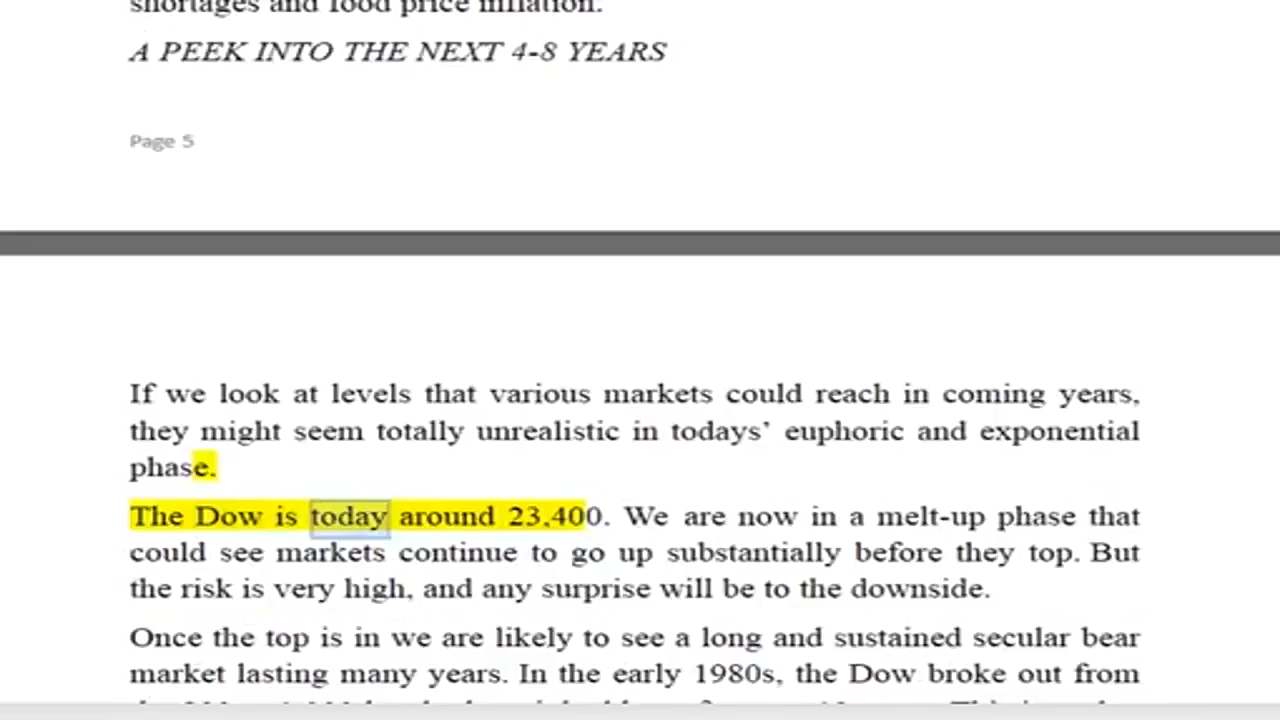 shortages and food price inflation.
A PEEK INTO THE NEXT 4-8 YEARS
Page 5
If we look at levels that various markets could reach in coming years,
they might seem totally unrealistic in todays’ euphoric and exponential
phase.
The Dow is today around 23,400. We are now in a melt-up phase that
could see markets continue to go up substantially before they top. But
the risk is very high, and any surprise will be to the downside.
Once the top is in we are likely to see a long and sustained secular bear
market lasting many years. In the early 1980s, the Dow broke out from